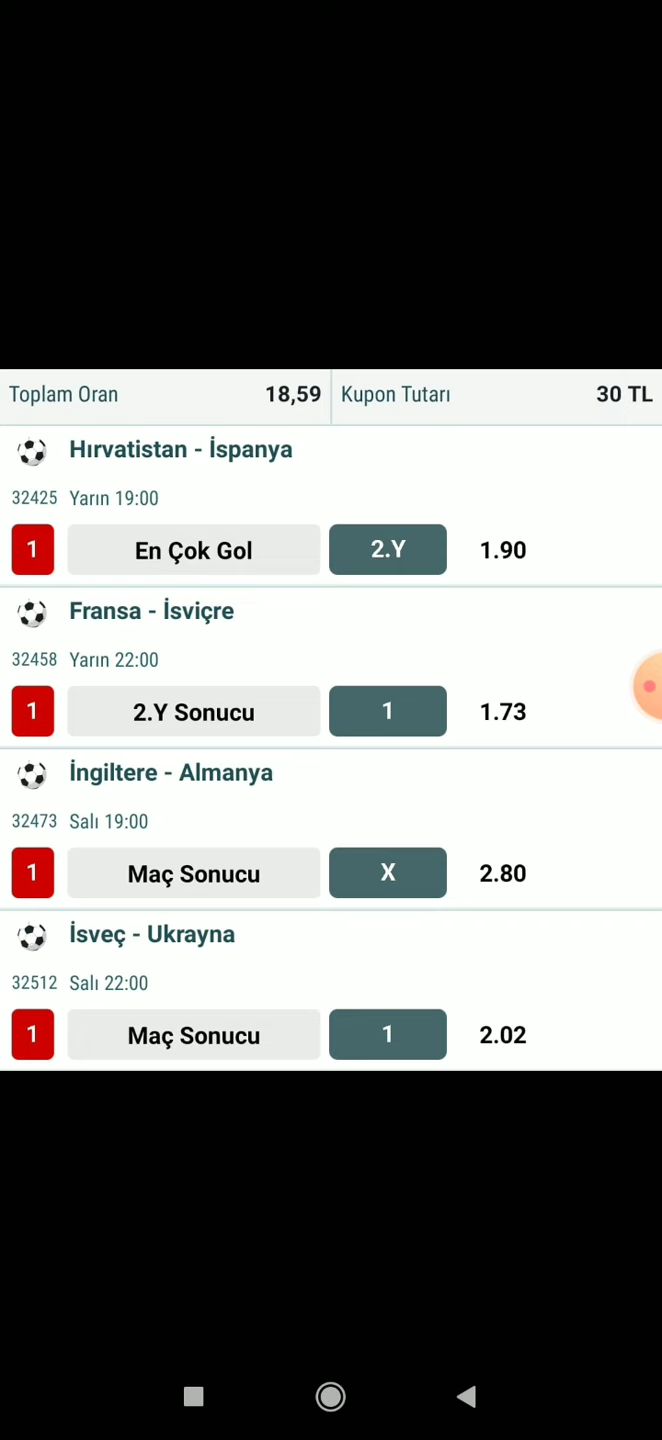 Toplam Oran 18,59 Kupon Tutarı 30 TL
Hırvatistan - İspanya
32425 Yarın 19:00
1 En Çok Gol 2.Y 1.90
Fransa - İsviçre
32458 Yarın 22:00
1 2.Y Sonucu 1 1.73
İngiltere - Almanya
32473 Salı 19:00
1 Maç Sonucu X 2.80
İsveç - Ukrayna
32512 Salı 22:00
1 Maç Sonucu 1 2.02